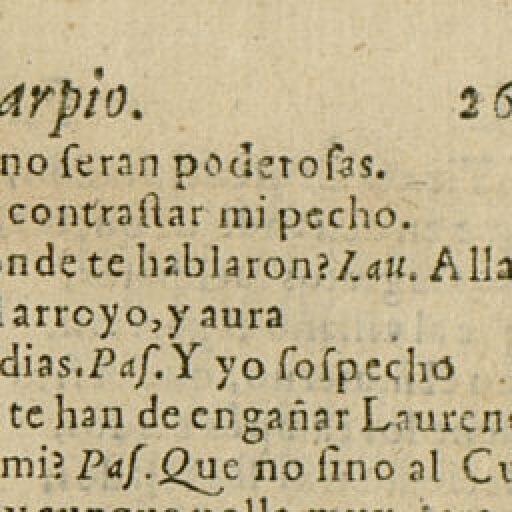 arpio. 26
no ſeran poderoſas.
contraſtar mi pecho.
onde te hablaron? Lau. Alla
arroyo, y aura
dias. Paſ. Y yo ſoſpecho
te han de engañar Lauren
mi? Paſ. Que no ſino al Cu